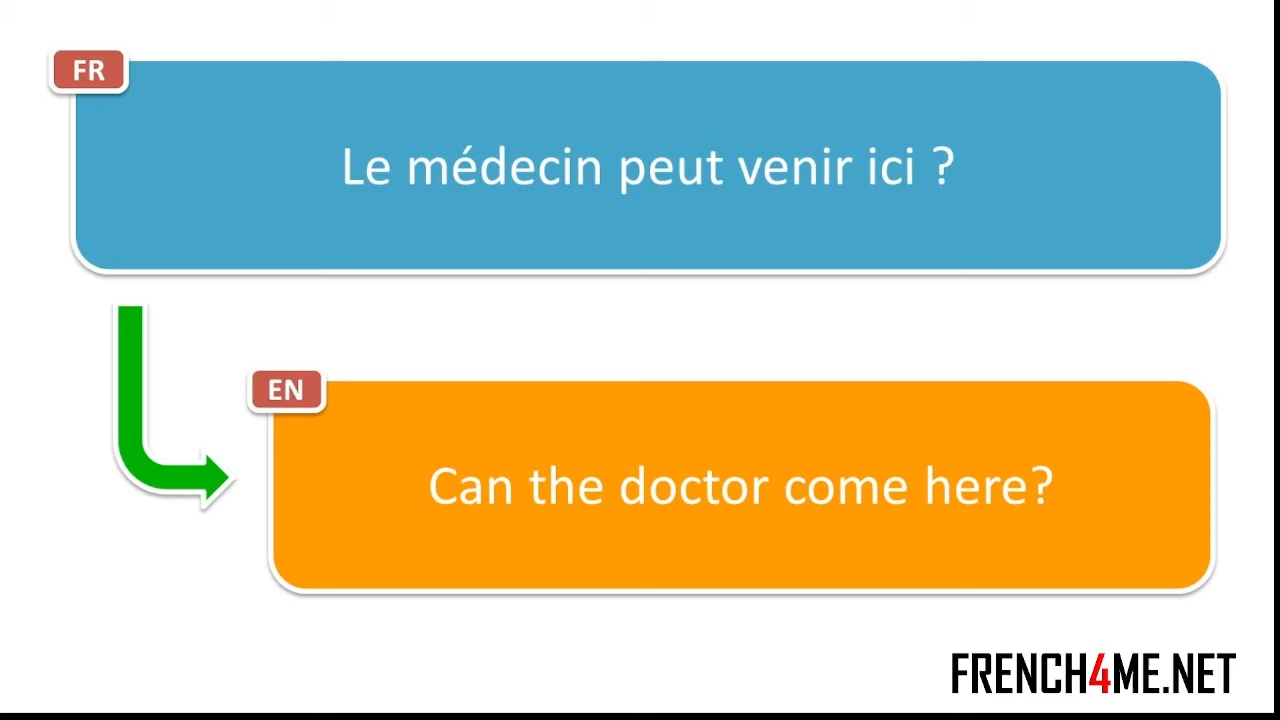 FR
Le médecin peut venir ici ?
EN
Can the doctor come here?
FRENCH4ME.NET